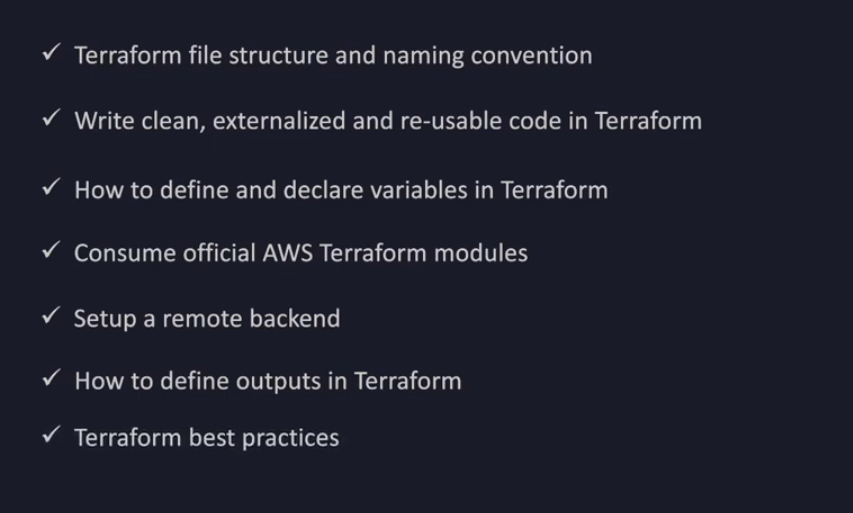 ✓ Terraform file structure and naming convention
✓ Write clean, externalized and re-usable code in Terraform
✓ How to define and declare variables in Terraform
✓ Consume official AWS Terraform modules
✓ Setup a remote backend
✓ How to define outputs in Terraform
✓ Terraform best practices